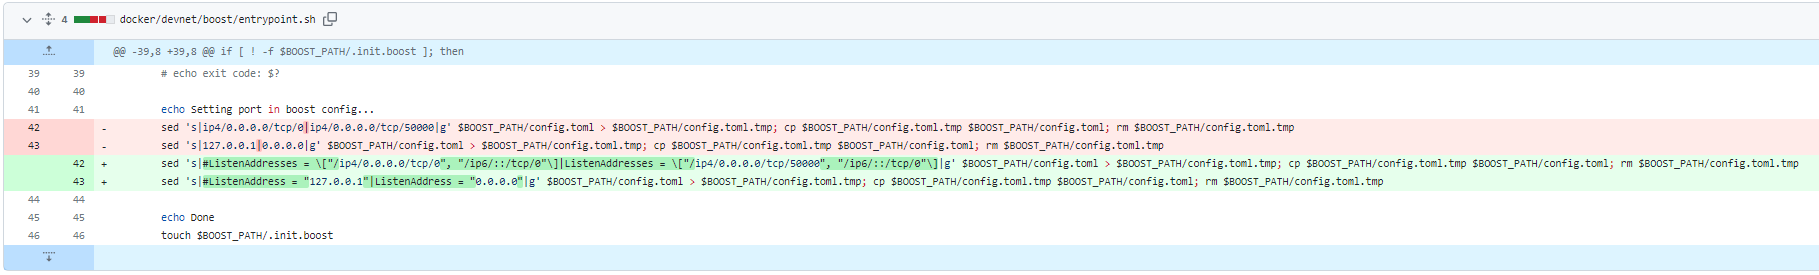 4 docker/devnet/boost/entrypoint.sh
@@ -39,8 +39,8 @@ if [ ! -f $BOOST_PATH/.init.boost ]; then
39 39 # echo exit code: $?
40 40
41 41 echo Setting port in boost config...
42 - sed 's|ip4/0.0.0.0/tcp/0|ip4/0.0.0.0/tcp/50000|g' $BOOST_PATH/config.toml > $BOOST_PATH/config.toml.tmp; cp $BOOST_PATH/config.toml.tmp $BOOST_PATH/config.toml; rm $BOOST_PATH/config.toml.tmp
43 - sed 's|127.0.0.1|0.0.0.0|g' $BOOST_PATH/config.toml > $BOOST_PATH/config.toml.tmp; cp $BOOST_PATH/config.toml.tmp $BOOST_PATH/config.toml; rm $BOOST_PATH/config.toml.tmp
42 + sed 's|#ListenAddresses = \["/ip4/0.0.0.0/tcp/0", "/ip6/::/tcp/0"\]|ListenAddresses = \["/ip4/0.0.0.0/tcp/50000", "/ip6/::/tcp/0"\]|g' $BOOST_PATH/config.toml > $BOOST_PATH/config.toml.tmp; cp $BOOST_PATH/config.toml.tmp $BOOST_PATH/config.toml; rm $BOOST_PATH/config.toml.tmp
43 + sed 's|#ListenAddress = "127.0.0.1"|ListenAddress = "0.0.0.0"|g' $BOOST_PATH/config.toml > $BOOST_PATH/config.toml.tmp; cp $BOOST_PATH/config.toml.tmp $BOOST_PATH/config.toml; rm $BOOST_PATH/config.toml.tmp
44 44
45 45 echo Done
46 46 touch $BOOST_PATH/.init.boost